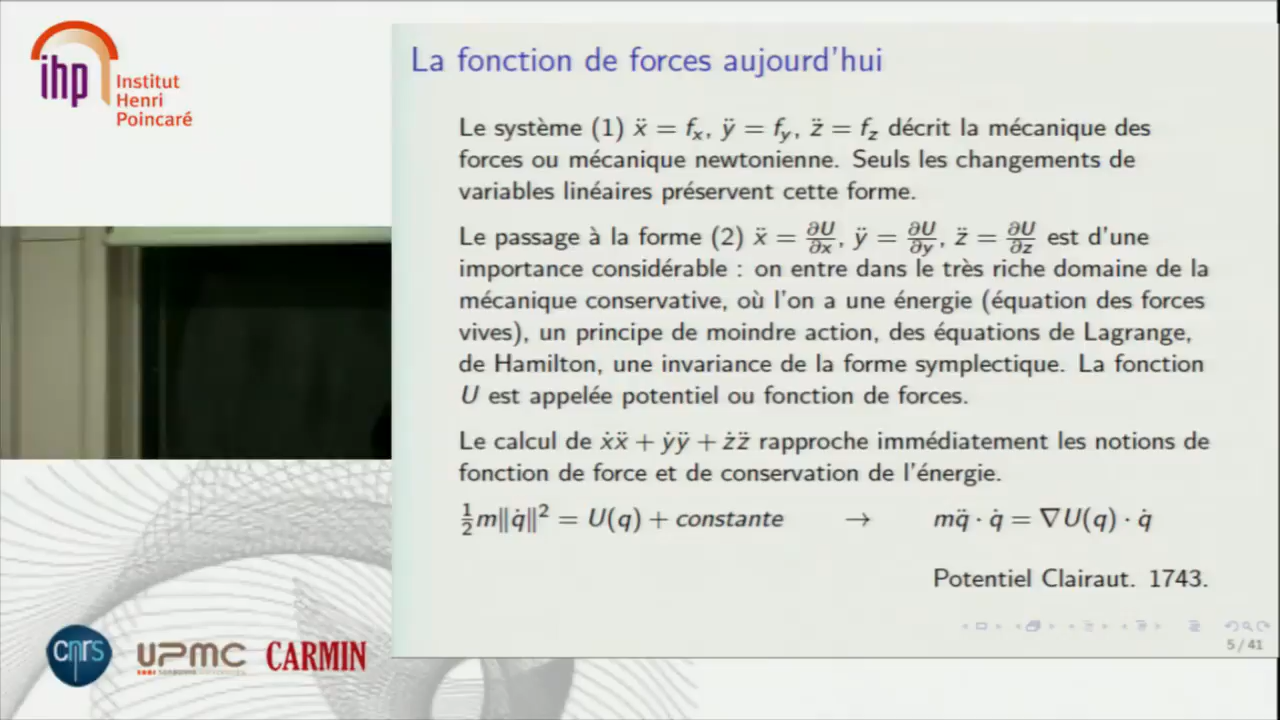 ihp
Institut
Henri
Poincaré
La fonction de forces aujourd'hui
Le système (1) ẍ = fₓ, ÿ = f_y, z̈ = f_z décrit la mécanique des
forces ou mécanique newtonienne. Seuls les changements de
variables linéaires préservent cette forme.
Le passage à la forme (2) ẍ = ∂U/∂x, ÿ = ∂U/∂y, z̈ = ∂U/∂z est d'une
importance considérable : on entre dans le très riche domaine de la
mécanique conservative, où l'on a une énergie (équation des forces
vives), un principe de moindre action, des équations de Lagrange,
de Hamilton, une invariance de la forme symplectique. La fonction
U est appelée potentiel ou fonction de forces.
Le calcul de ẋẍ + ẏÿ + żz̈ rapproche immédiatement les notions de
fonction de force et de conservation de l'énergie.
½m‖q̇‖² = U(q) + constante → mq̈ · q̇ = ∇U(q) · q̇
Potentiel Clairaut. 1743.
5 / 41
cnrs
UPMC
CARMIN